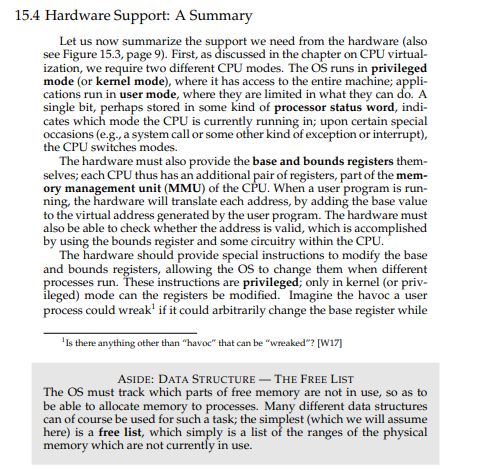 15.4 Hardware Support: A Summary
Let us now summarize the support we need from the hardware (also
see Figure 15.3, page 9). First, as discussed in the chapter on CPU virtual-
ization, we require two different CPU modes. The OS runs in privileged
mode (or kernel mode), where it has access to the entire machine; appli-
cations run in user mode, where they are limited in what they can do. A
single bit, perhaps stored in some kind of processor status word, indi-
cates which mode the CPU is currently running in; upon certain special
occasions (e.g., a system call or some other kind of exception or interrupt),
the CPU switches modes.
The hardware must also provide the base and bounds registers them-
selves; each CPU thus has an additional pair of registers, part of the mem-
ory management unit (MMU) of the CPU. When a user program is run-
ning, the hardware will translate each address, by adding the base value
to the virtual address generated by the user program. The hardware must
also be able to check whether the address is valid, which is accomplished
by using the bounds register and some circuitry within the CPU.
The hardware should provide special instructions to modify the base
and bounds registers, allowing the OS to change them when different
processes run. These instructions are privileged; only in kernel (or priv-
ileged) mode can the registers be modified. Imagine the havoc a user
process could wreak¹ if it could arbitrarily change the base register while
¹Is there anything other than “havoc” that can be “wreaked”? [W17]
ASIDE: DATA STRUCTURE — THE FREE LIST
The OS must track which parts of free memory are not in use, so as to
be able to allocate memory to processes. Many different data structures
can of course be used for such a task; the simplest (which we will assume
here) is a free list, which simply is a list of the ranges of the physical
memory which are not currently in use.